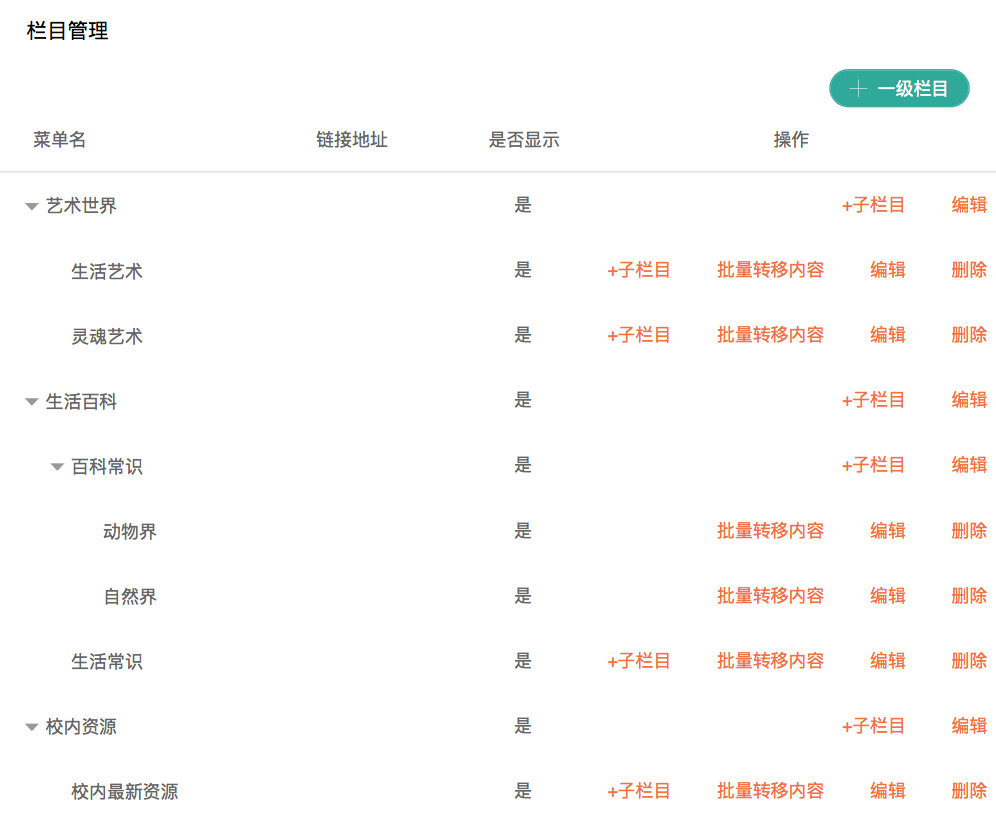 栏目管理
一级栏目
菜单名 链接地址 是否显示 操作
艺术世界 是 +子栏目 编辑
生活艺术 是 +子栏目 批量转移内容 编辑 删除
灵魂艺术 是 +子栏目 批量转移内容 编辑 删除
生活百科 是 +子栏目 编辑
百科常识 是 +子栏目 编辑
动物界 是 批量转移内容 编辑 删除
自然界 是 批量转移内容 编辑 删除
生活常识 是 +子栏目 批量转移内容 编辑 删除
校内资源 是 +子栏目 编辑
校内最新资源 是 +子栏目 批量转移内容 编辑 删除